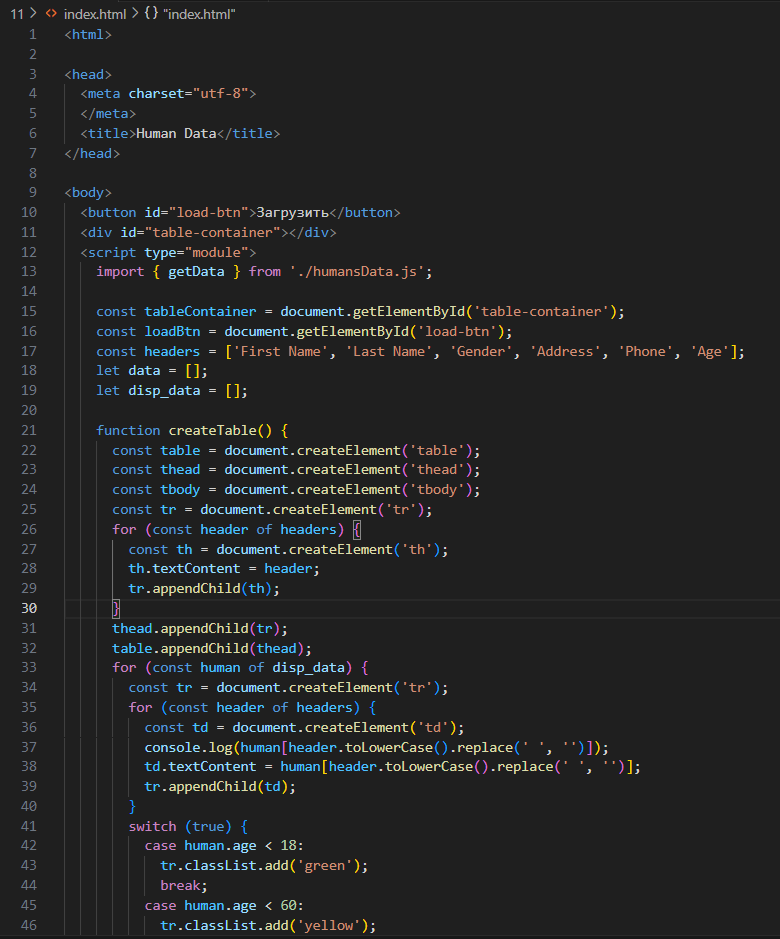 11 > <> index.html > {} "index.html"
1 <html>
2
3 <head>
4   <meta charset="utf-8">
5   </meta>
6   <title>Human Data</title>
7 </head>
8
9 <body>
10   <button id="load-btn">Загрузить</button>
11   <div id="table-container"></div>
12   <script type="module">
13     import { getData } from './humansData.js';
14
15     const tableContainer = document.getElementById('table-container');
16     const loadBtn = document.getElementById('load-btn');
17     const headers = ['First Name', 'Last Name', 'Gender', 'Address', 'Phone', 'Age'];
18     let data = [];
19     let disp_data = [];
20
21     function createTable() {
22       const table = document.createElement('table');
23       const thead = document.createElement('thead');
24       const tbody = document.createElement('tbody');
25       const tr = document.createElement('tr');
26       for (const header of headers) {
27         const th = document.createElement('th');
28         th.textContent = header;
29         tr.appendChild(th);
30       }
31       thead.appendChild(tr);
32       table.appendChild(thead);
33       for (const human of disp_data) {
34         const tr = document.createElement('tr');
35         for (const header of headers) {
36           const td = document.createElement('td');
37           console.log(human[header.toLowerCase().replace(' ', '')]);
38           td.textContent = human[header.toLowerCase().replace(' ', '')];
39           tr.appendChild(td);
40         }
41         switch (true) {
42           case human.age < 18:
43             tr.classList.add('green');
44             break;
45           case human.age < 60:
46             tr.classList.add('yellow');